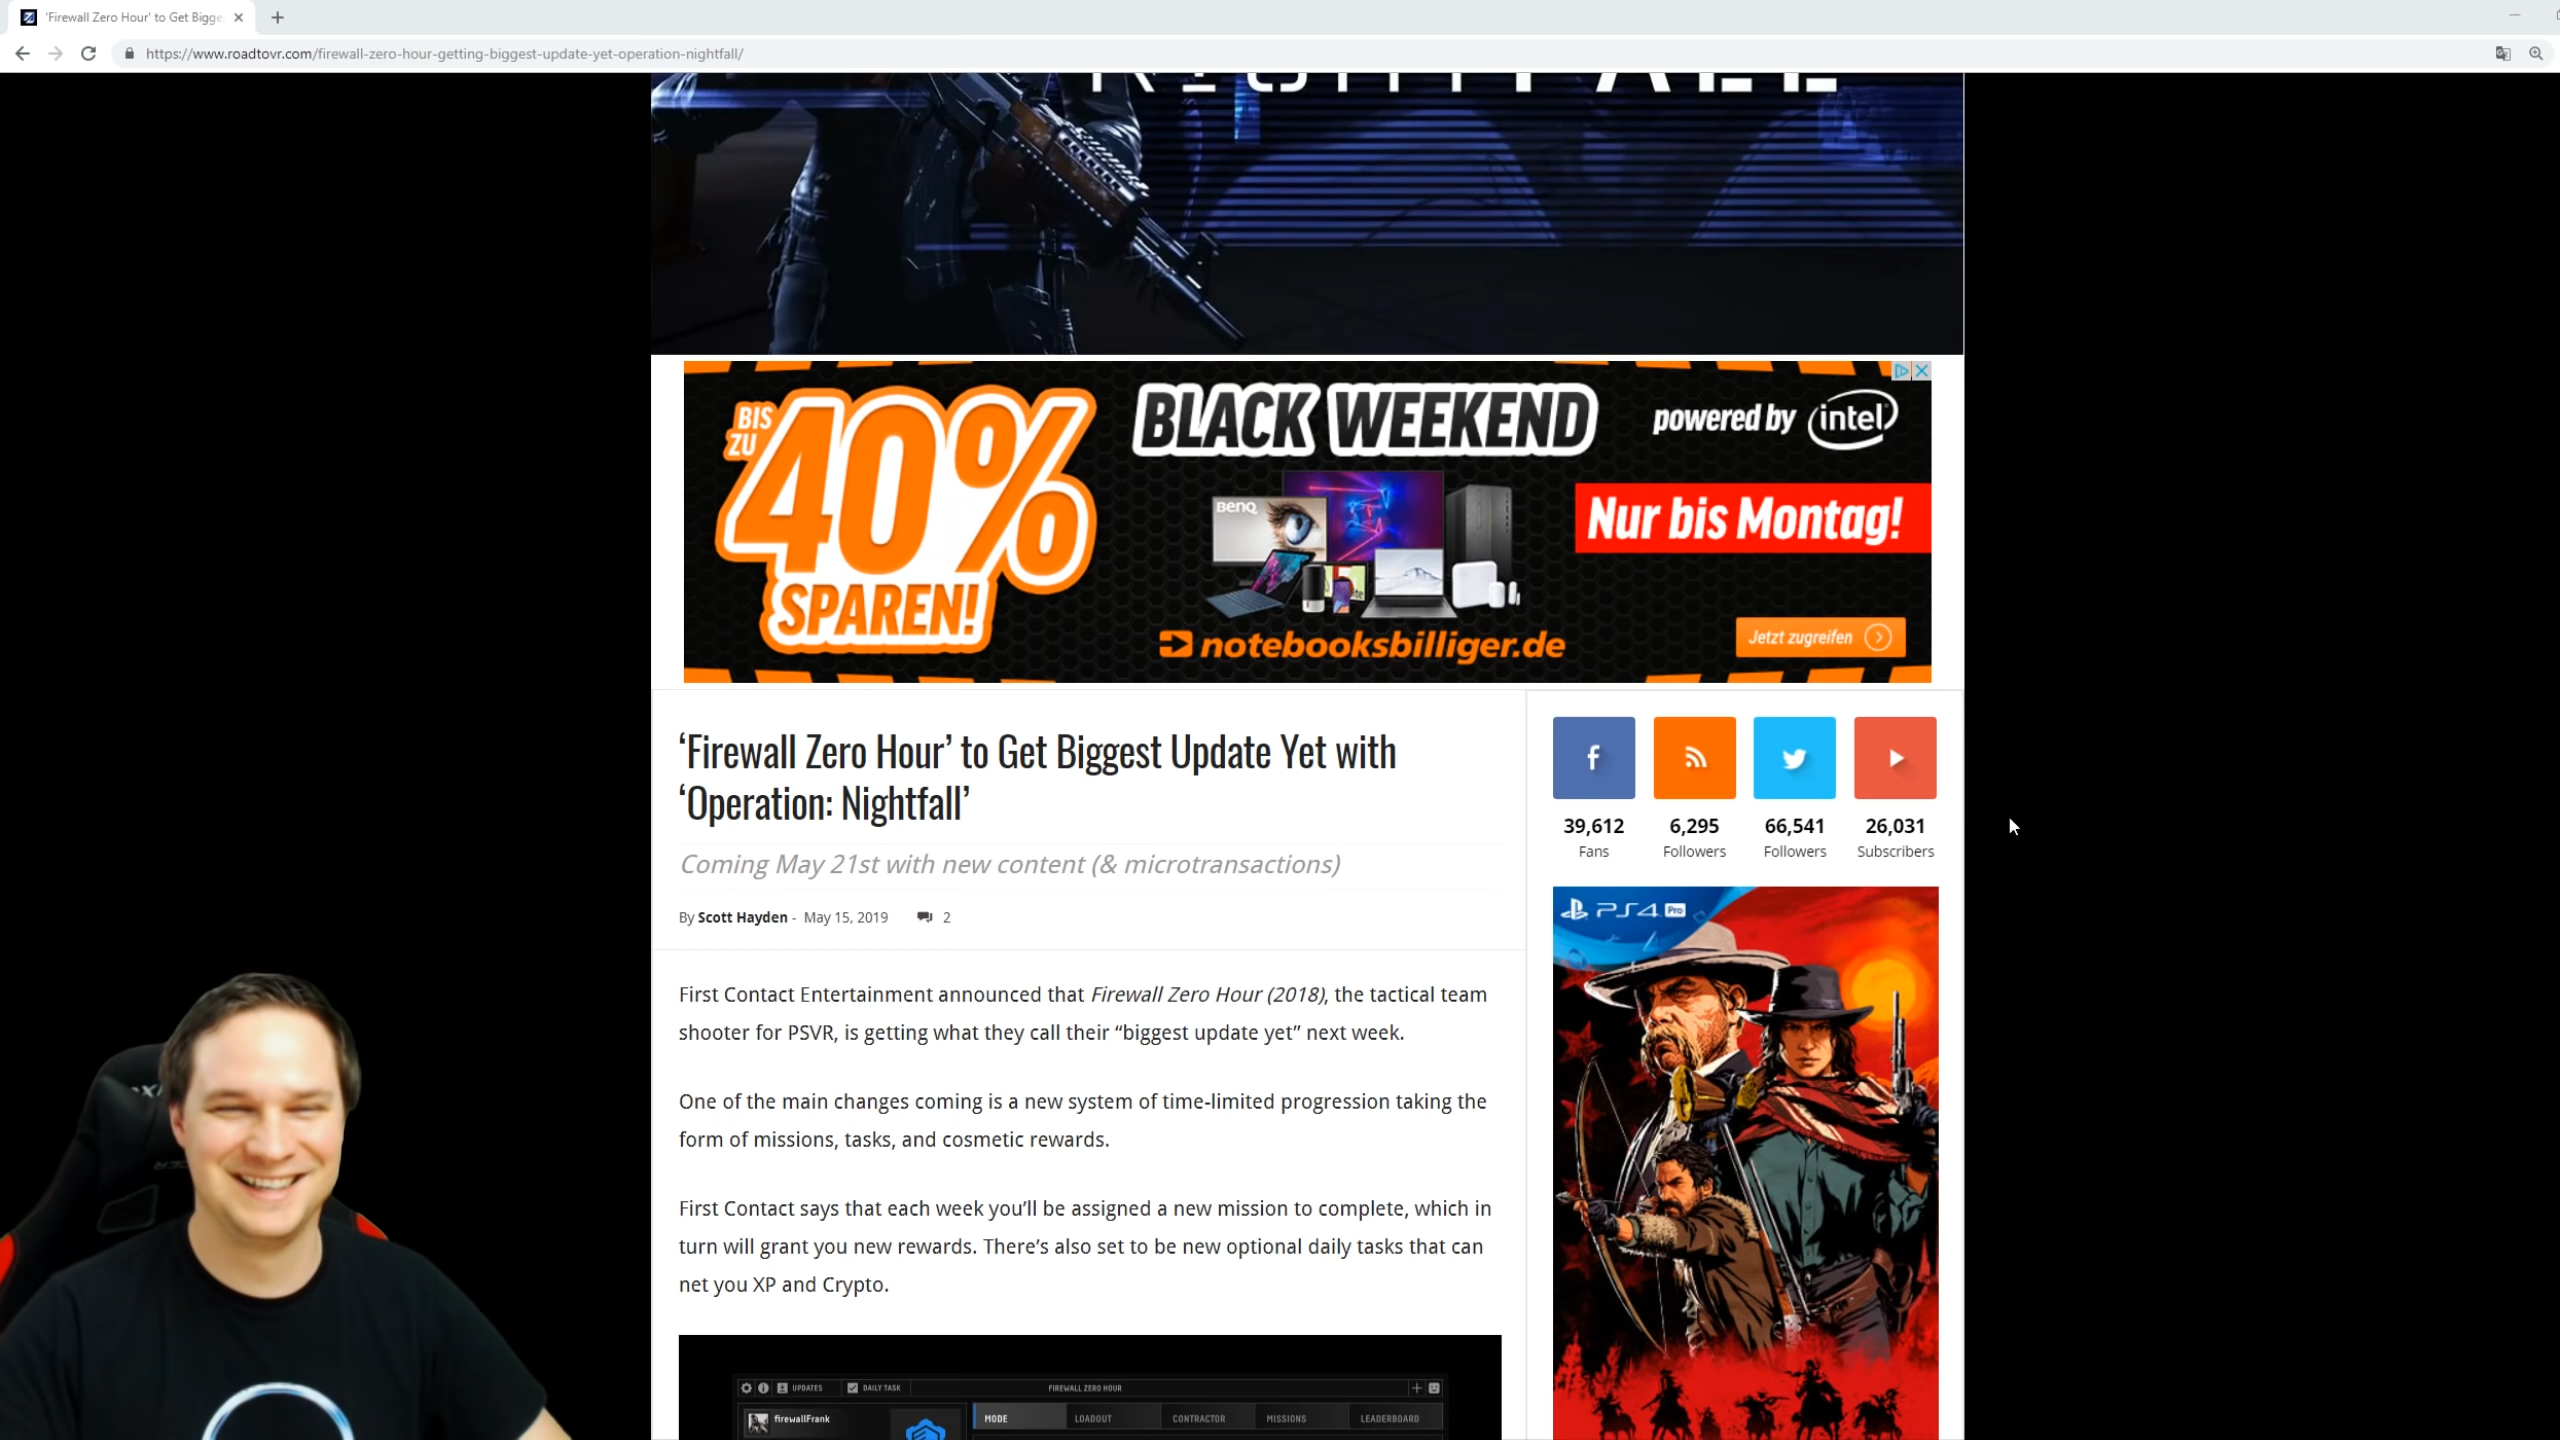 'Firewall Zero Hour' to Get Bigge
https://www.roadtovr.com/firewall-zero-hour-getting-biggest-update-yet-operation-nightfall/
BIS ZU
40%
SPAREN!
BLACK WEEKEND
powered by intel
BenQ
Nur bis Montag!
notebooksbilliger.de
Jetzt zugreifen
‘Firewall Zero Hour’ to Get Biggest Update Yet with
‘Operation: Nightfall’
Coming May 21st with new content (& microtransactions)
By Scott Hayden - May 15, 2019 2
39,612 6,295 66,541 26,031
Fans Followers Followers Subscribers
PS4 Pro
First Contact Entertainment announced that Firewall Zero Hour (2018), the tactical team
shooter for PSVR, is getting what they call their “biggest update yet” next week.
One of the main changes coming is a new system of time-limited progression taking the
form of missions, tasks, and cosmetic rewards.
First Contact says that each week you’ll be assigned a new mission to complete, which in
turn will grant you new rewards. There’s also set to be new optional daily tasks that can
net you XP and Crypto.
UPDATES DAILY TASK FIREWALL ZERO HOUR
firewallFrank MODE LOADOUT CONTRACTOR MISSIONS LEADERBOARD